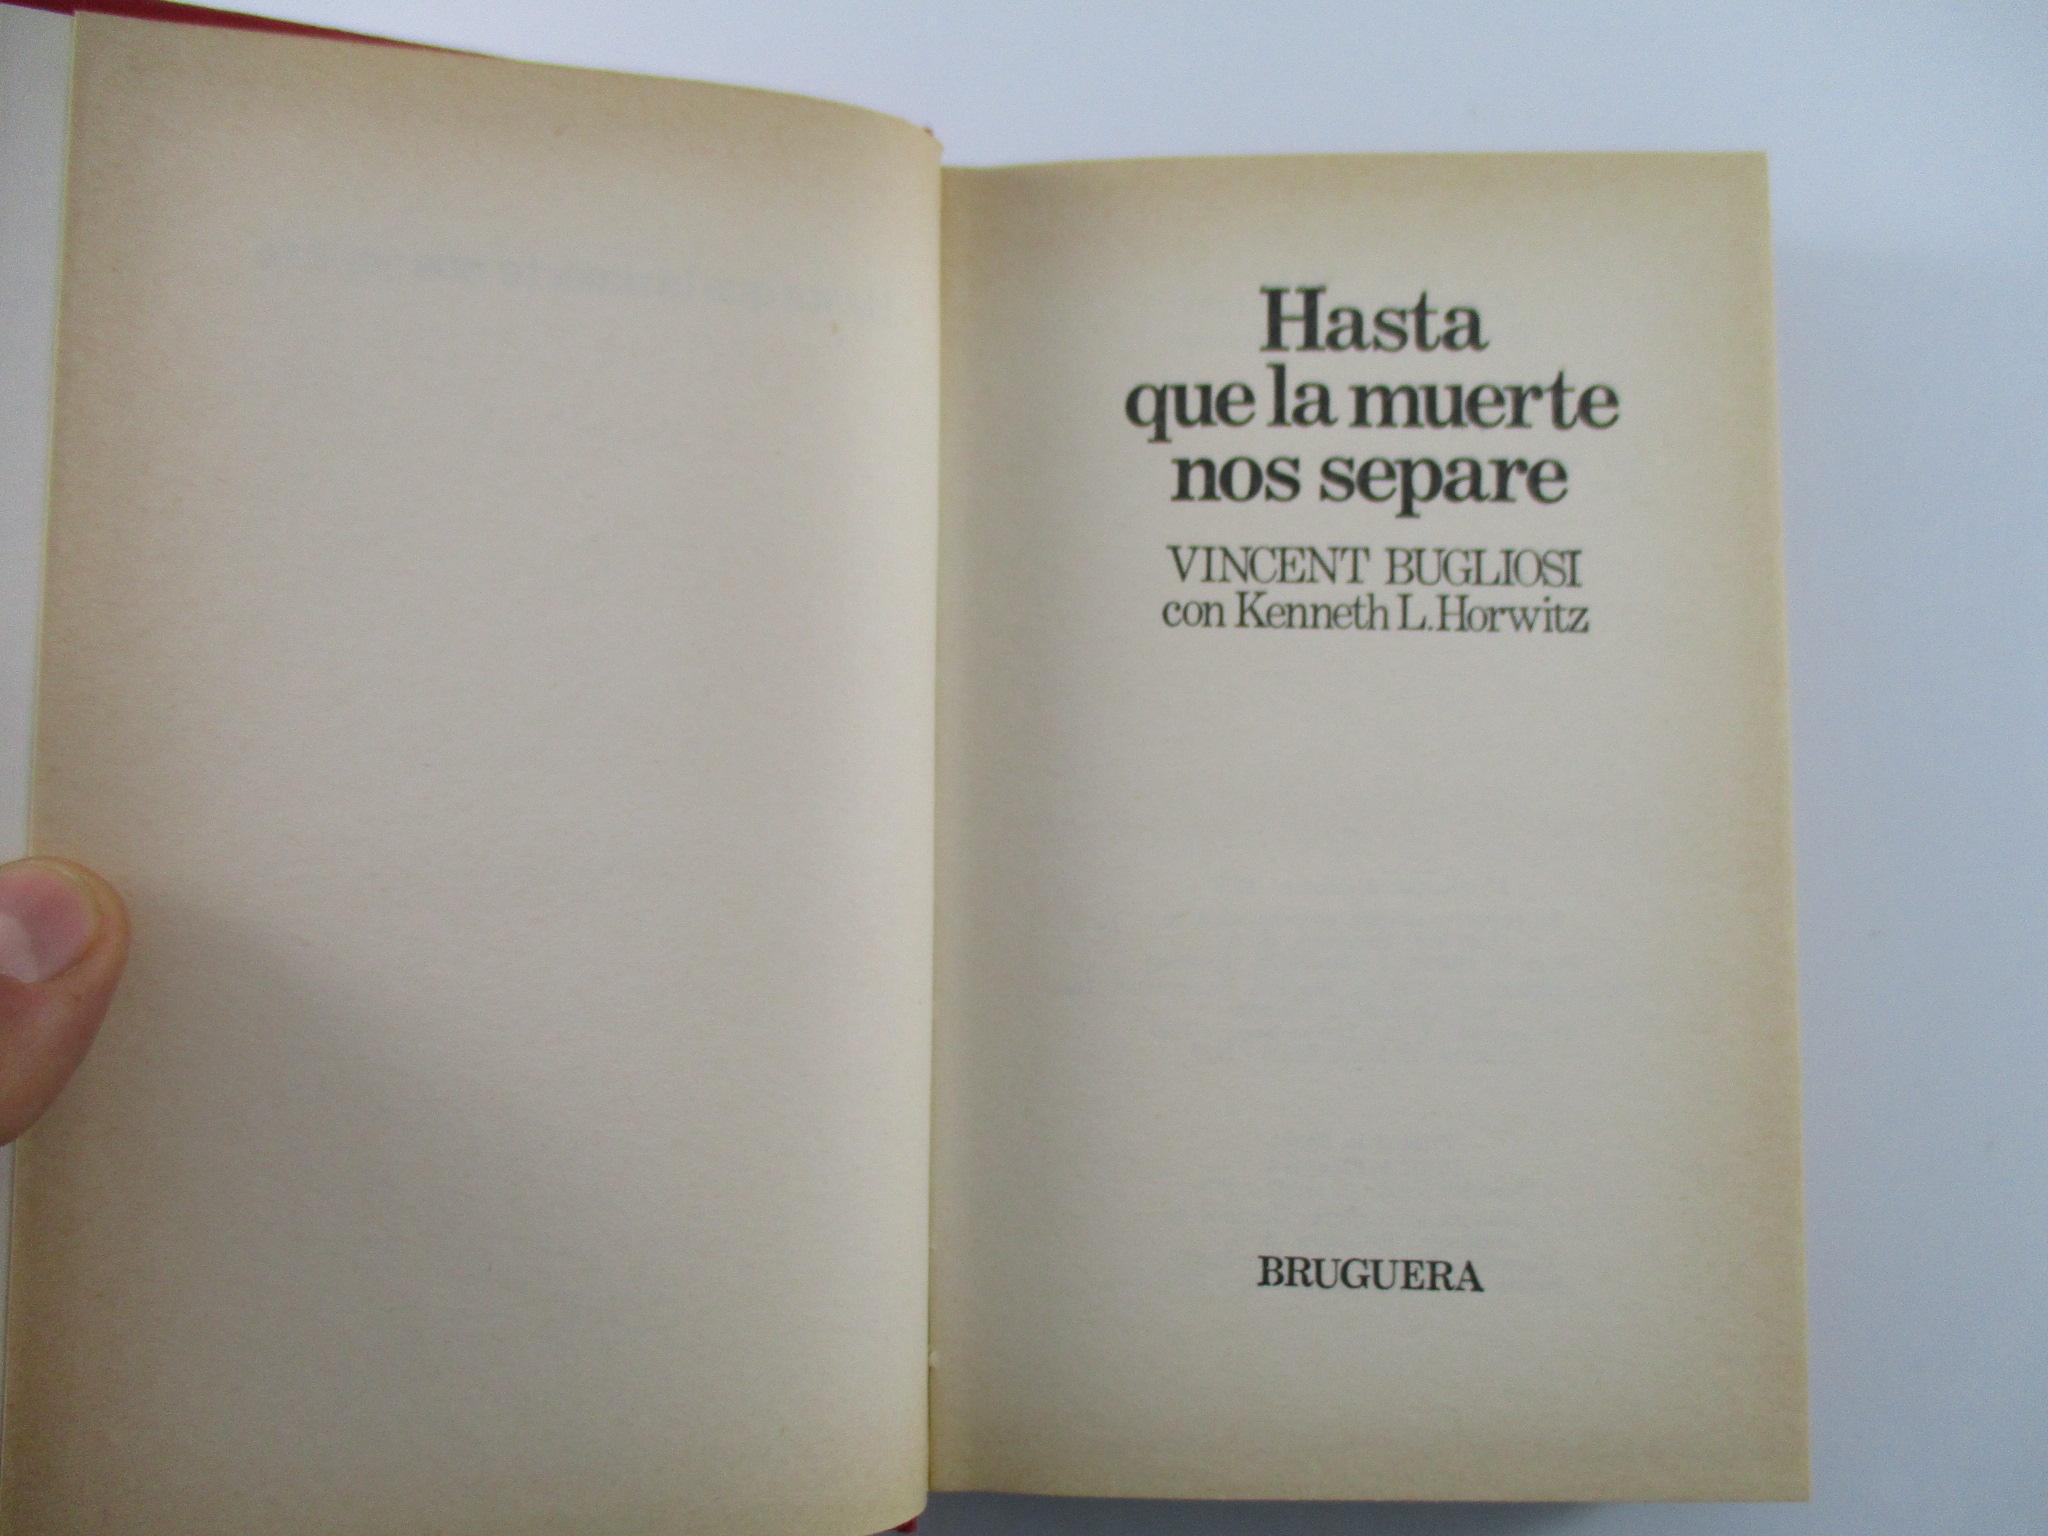 Hasta
que la muerte
nos separe
VINCENT BUGLIOSI
con Kenneth L. Horwitz
BRUGUERA